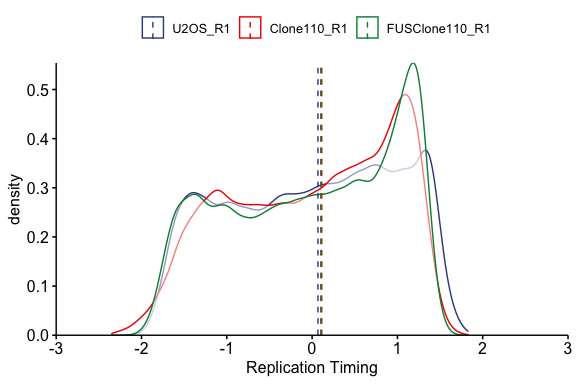 U2OS_R1 Clone110_R1 FUSClone110_R1
density
0.5
0.4
0.3
0.2
0.1
0.0
-3 -2 -1 0 1 2 3
Replication Timing